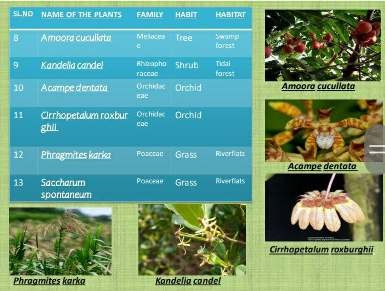 SL.NO NAME OF THE PLANTS FAMILY HABIT HABITAT
8 Amoora cucullata Meliacea e Tree Swamp forest
9 Kandelia candel Rhizopho raceae Shrub Tidal forest
10 Acampe dentata Orchidac eae Orchid
11 Cirrhopetalum roxbur ghii Orchidac eae Orchid
12 Phragmites karka Poaceae Grass Riverflats
13 Saccharum spontaneum Poaceae Grass Riverflats
Amoora cucullata
Acampe dentata
Cirrhopetalum roxburghii
Phragmites karka
Kandelia candel